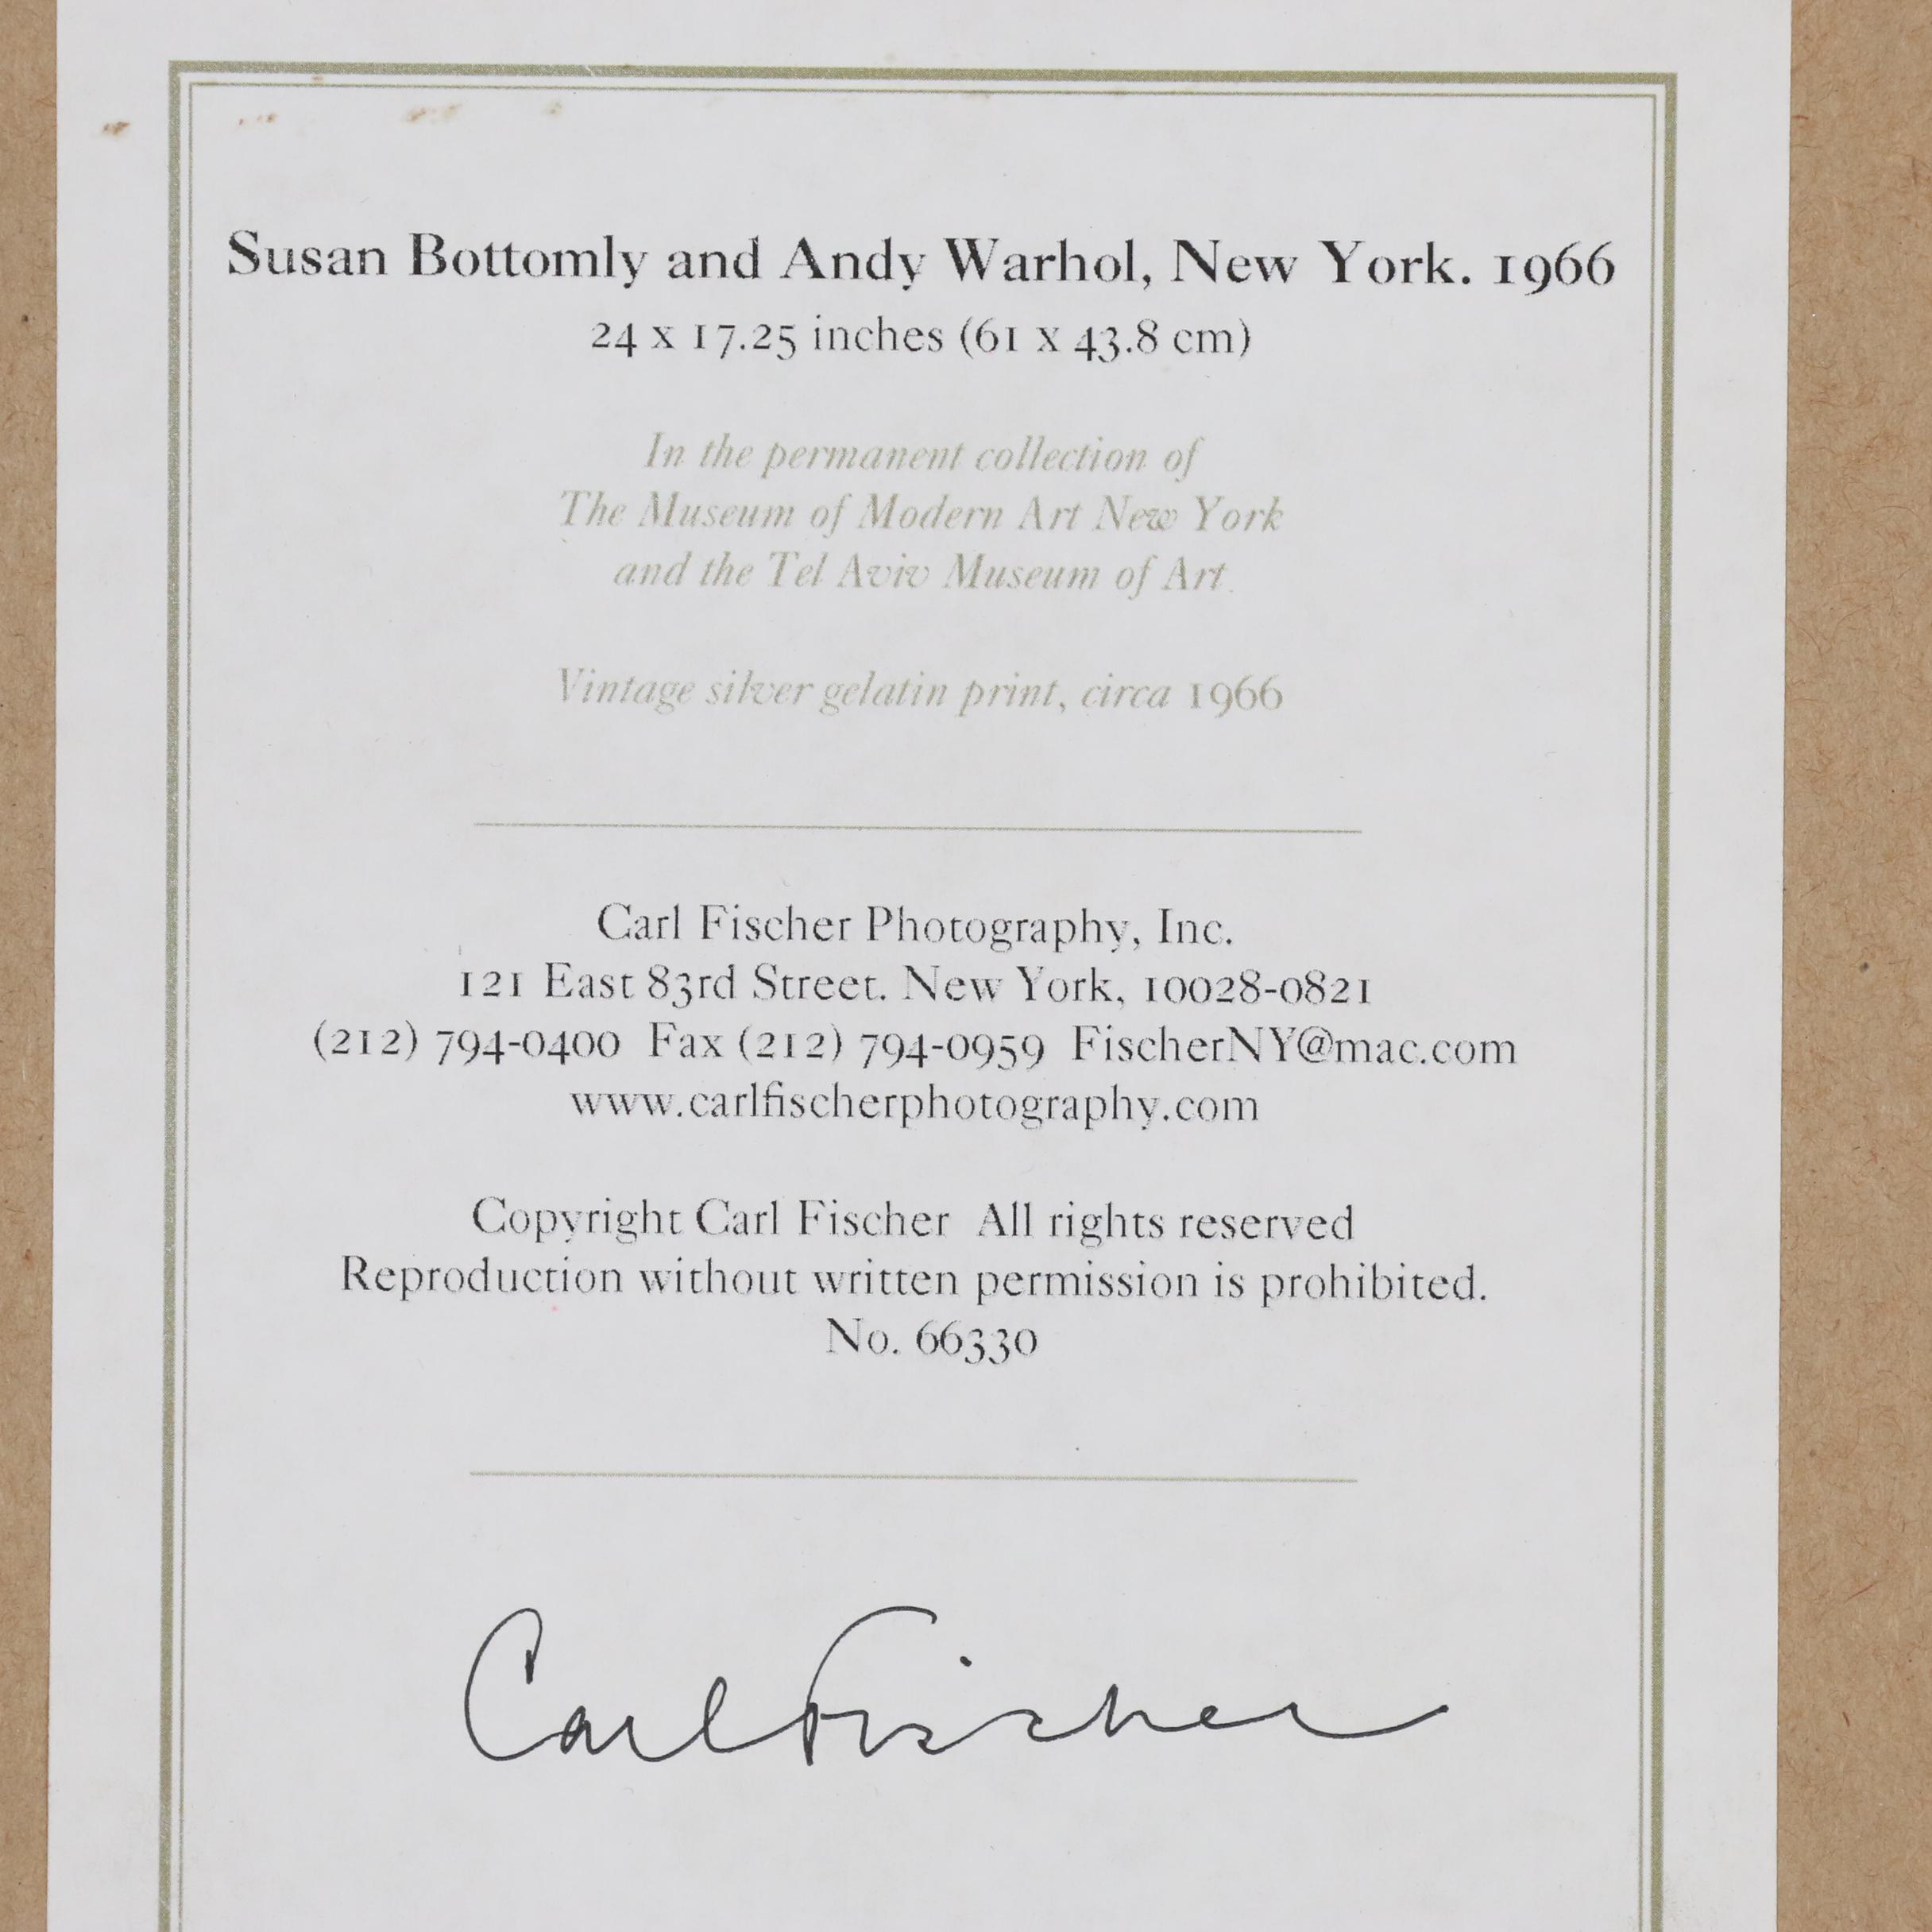 Susan Bottomly and Andy Warhol, New York. 1966
24 x 17.25 inches (61 x 43.8 cm)
In the permanent collection of
The Museum of Modern Art New York
and the Tel Aviv Museum of Art.
Vintage silver gelatin print, circa 1966
Carl Fischer Photography, Inc.
121 East 83rd Street. New York, 10028-0821
(212) 794-0400 Fax (212) 794-0959 FischerNY@mac.com
www.carlfischerphotography.com
Copyright Carl Fischer All rights reserved
Reproduction without written permission is prohibited.
No. 66330
Carl Fischer